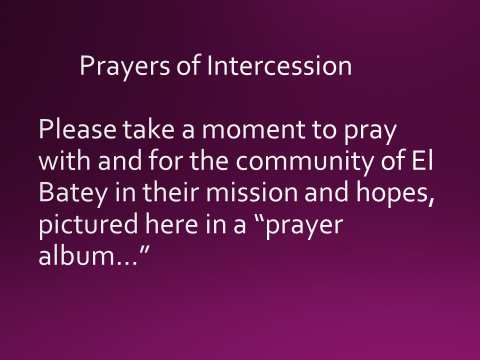 Prayers of Intercession
Please take a moment to pray
with and for the community of El
Batey in their mission and hopes,
pictured here in a “prayer
album…”